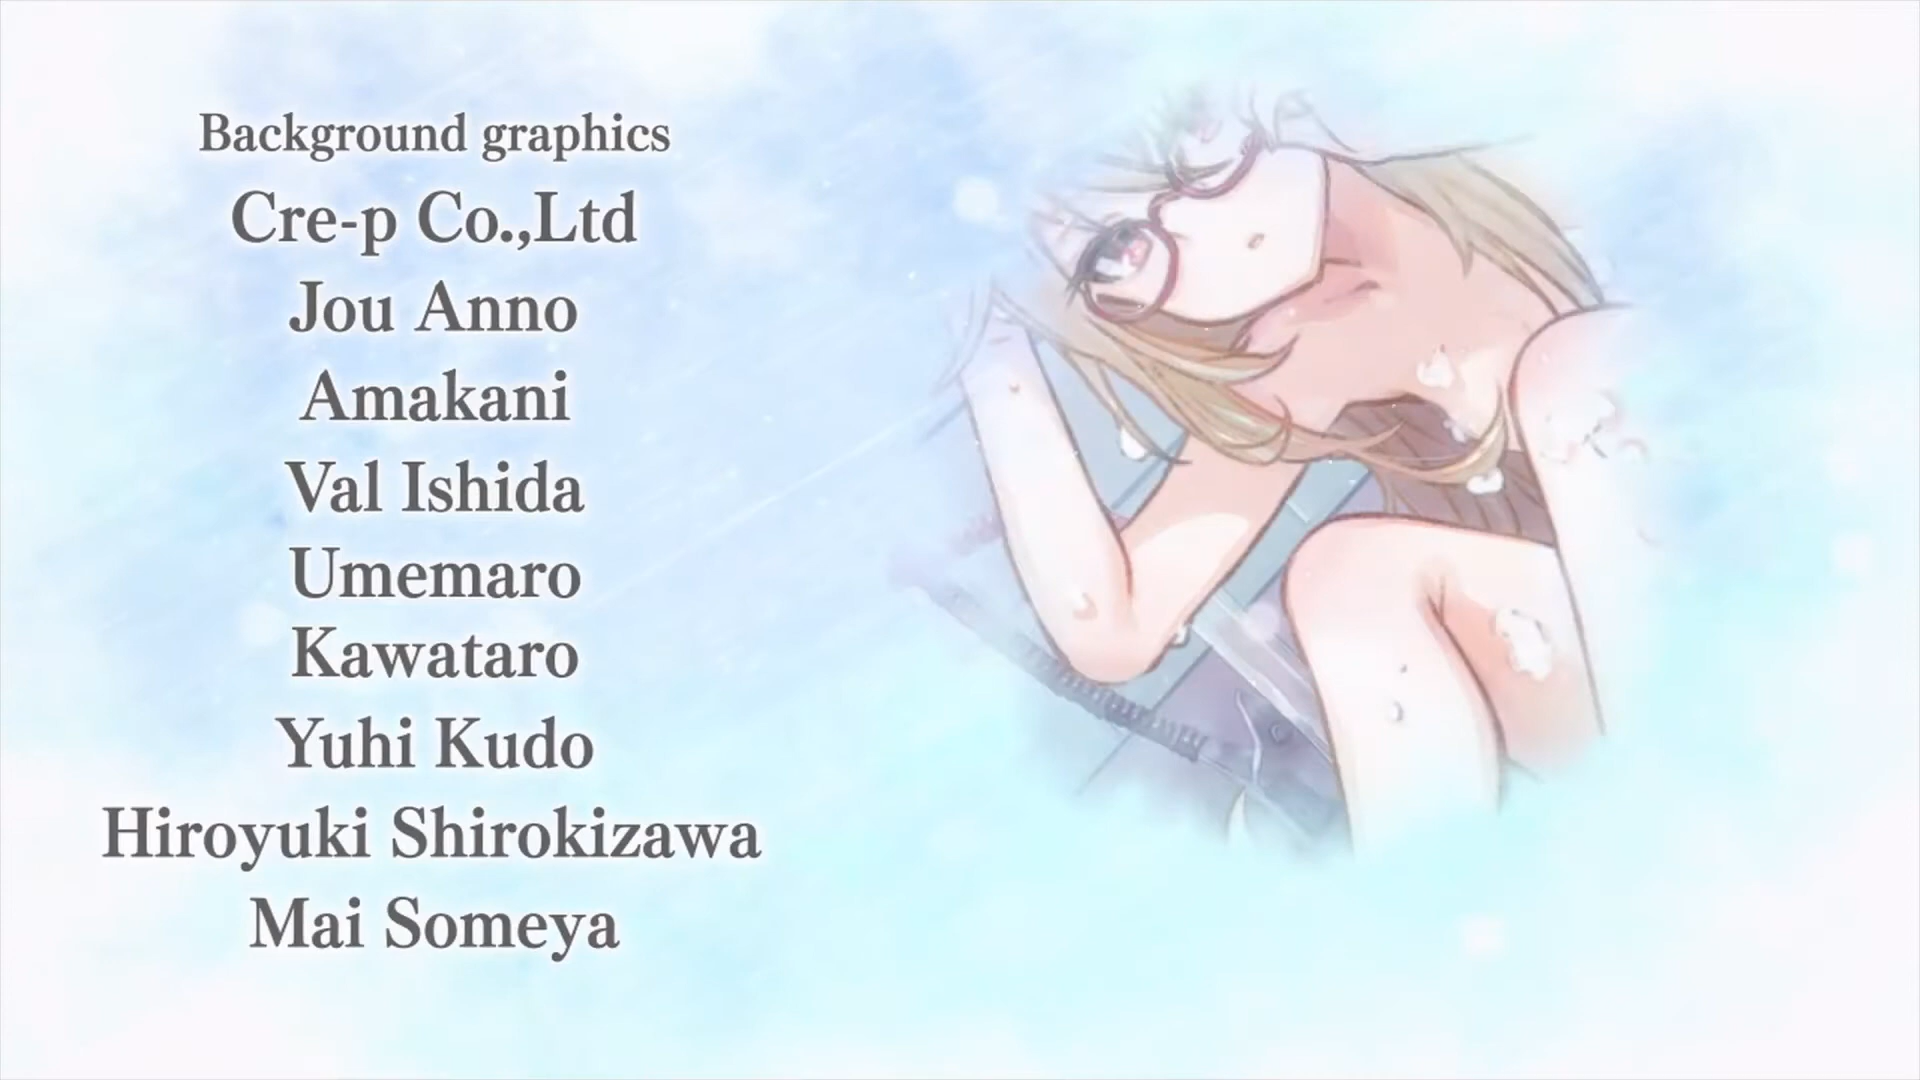 Background graphics
Cre-p Co.,Ltd
Jou Anno
Amakani
Val Ishida
Umemaro
Kawataro
Yuhi Kudo
Hiroyuki Shirokizawa
Mai Someya